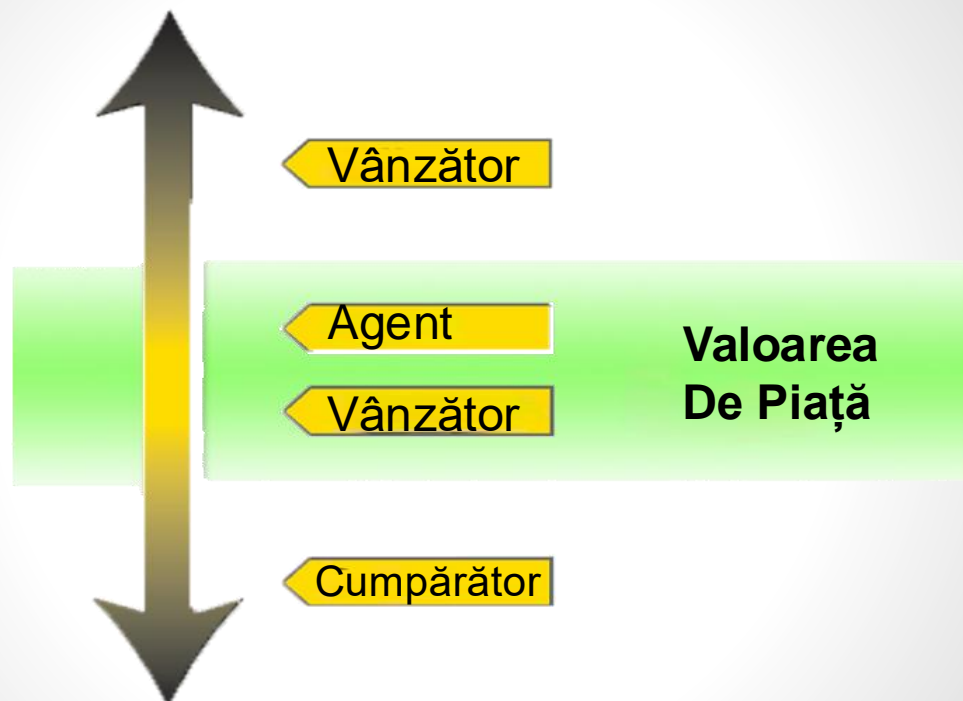 Vânzător
Agent
Vânzător
Valoarea
De Piață
Cumpărător